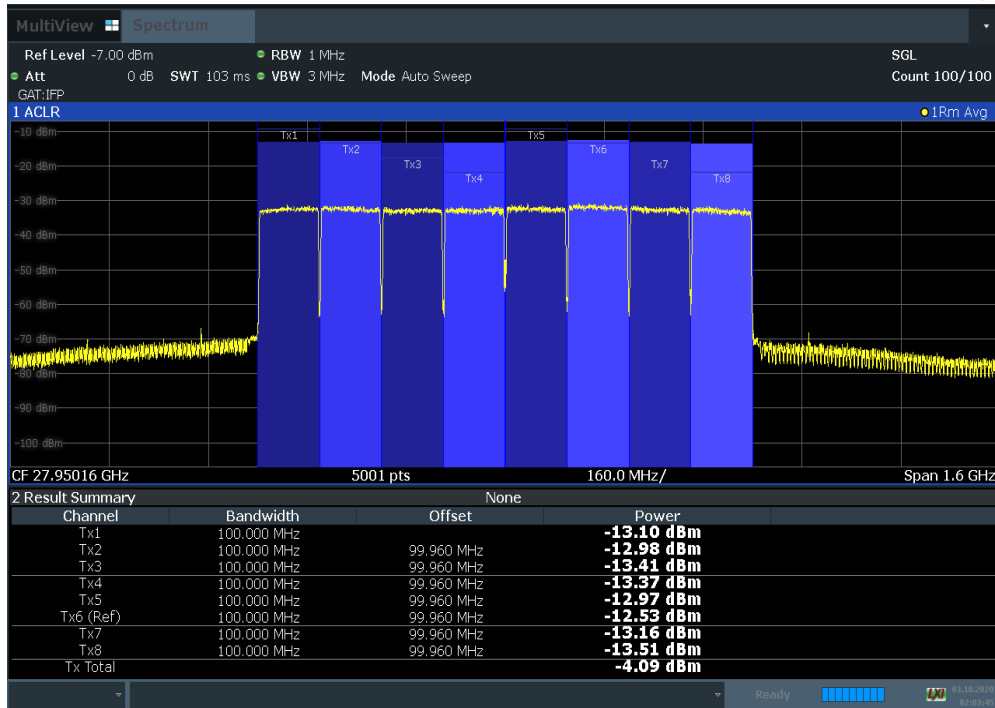 MultiView Spectrum
Ref Level -7.00 dBm RBW 1 MHz SGL
Att 0 dB SWT 103 ms VBW 3 MHz Mode Auto Sweep Count 100/100
GAT:IFP
1 ACLR 1Rm Avg
-10 dBm
Tx1 Tx5
Tx2 Tx6
Tx3 Tx7
-20 dBm
Tx4 Tx8
-30 dBm
-40 dBm
-50 dBm
-60 dBm
-70 dBm
-80 dBm
-90 dBm
-100 dBm
CF 27.95016 GHz 5001 pts 160.0 MHz/ Span 1.6 GHz
2 Result Summary None
Channel Bandwidth Offset Power
Tx1 100.000 MHz -13.10 dBm
Tx2 100.000 MHz 99.960 MHz -12.98 dBm
Tx3 100.000 MHz 99.960 MHz -13.41 dBm
Tx4 100.000 MHz 99.960 MHz -13.37 dBm
Tx5 100.000 MHz 99.960 MHz -12.97 dBm
Tx6 (Ref) 100.000 MHz 99.960 MHz -12.53 dBm
Tx7 100.000 MHz 99.960 MHz -13.16 dBm
Tx8 100.000 MHz 99.960 MHz -13.51 dBm
Tx Total -4.09 dBm
Ready LXI 03.10.2020
02:03:45